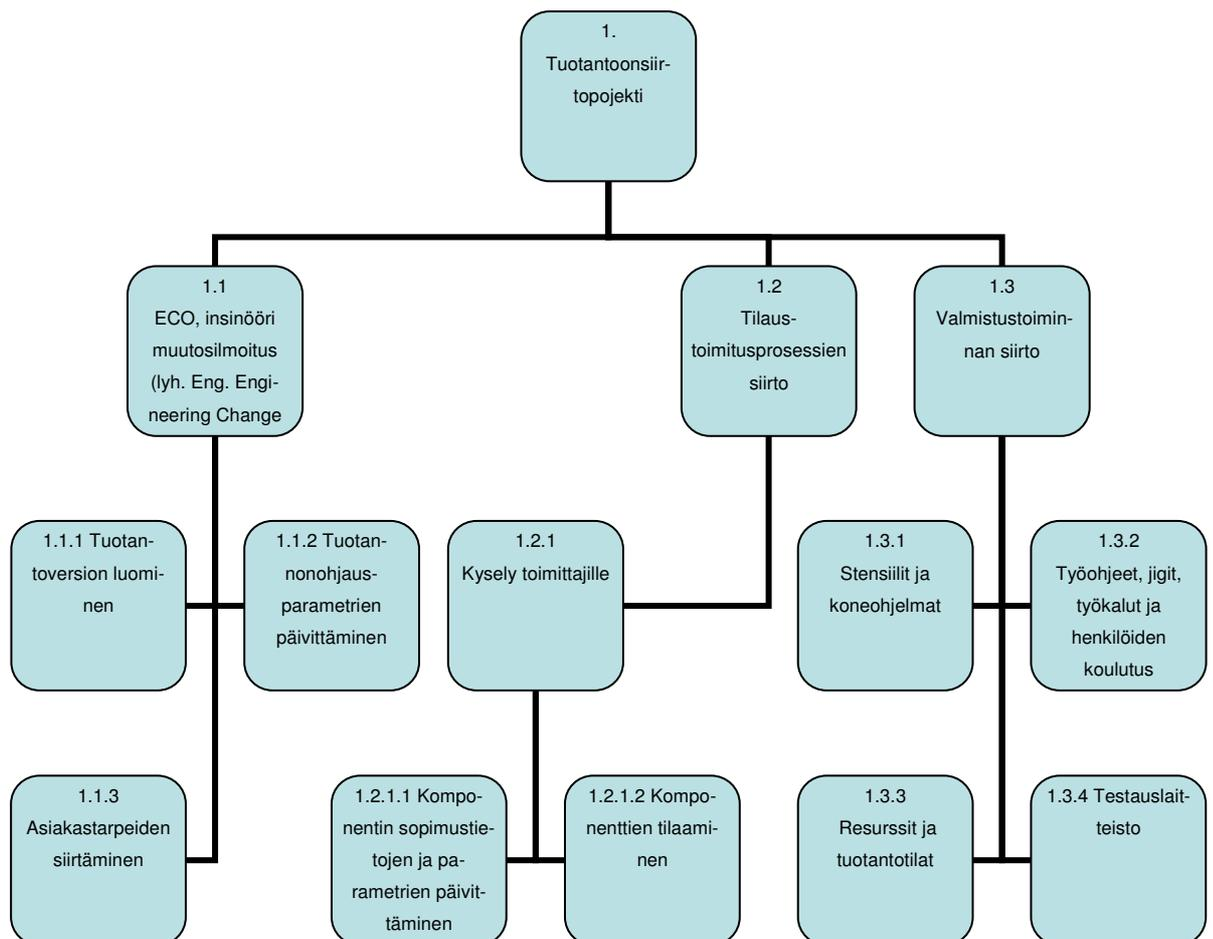 1.
Tuotantoonsiir-
topojekti
1.1
ECO, insinööri
muutosilmoitus
(lyh. Eng. Engi-
neering Change
1.2
Tilaus-
toimitusprosessien
siirto
1.3
Valmistustoimin-
nan siirto
1.1.1 Tuotan-
toversion luomi-
nen
1.1.2 Tuotan-
nonohjaus-
parametrien
päivittäminen
1.2.1
Kysely toimittajille
1.3.1
Stensiilit ja
koneohjelmat
1.3.2
Työohjeet, jigit,
työkalut ja
henkilöiden
koulutus
1.1.3
Asiakastarpeiden
siirtäminen
1.2.1.1 Kompo-
nentin sopimustie-
tojen ja pa-
rametrien päivit-
täminen
1.2.1.2 Kompo-
nenttien tilaami-
nen
1.3.3
Resurssit ja
tuotantotilat
1.3.4 Testauslait-
teisto